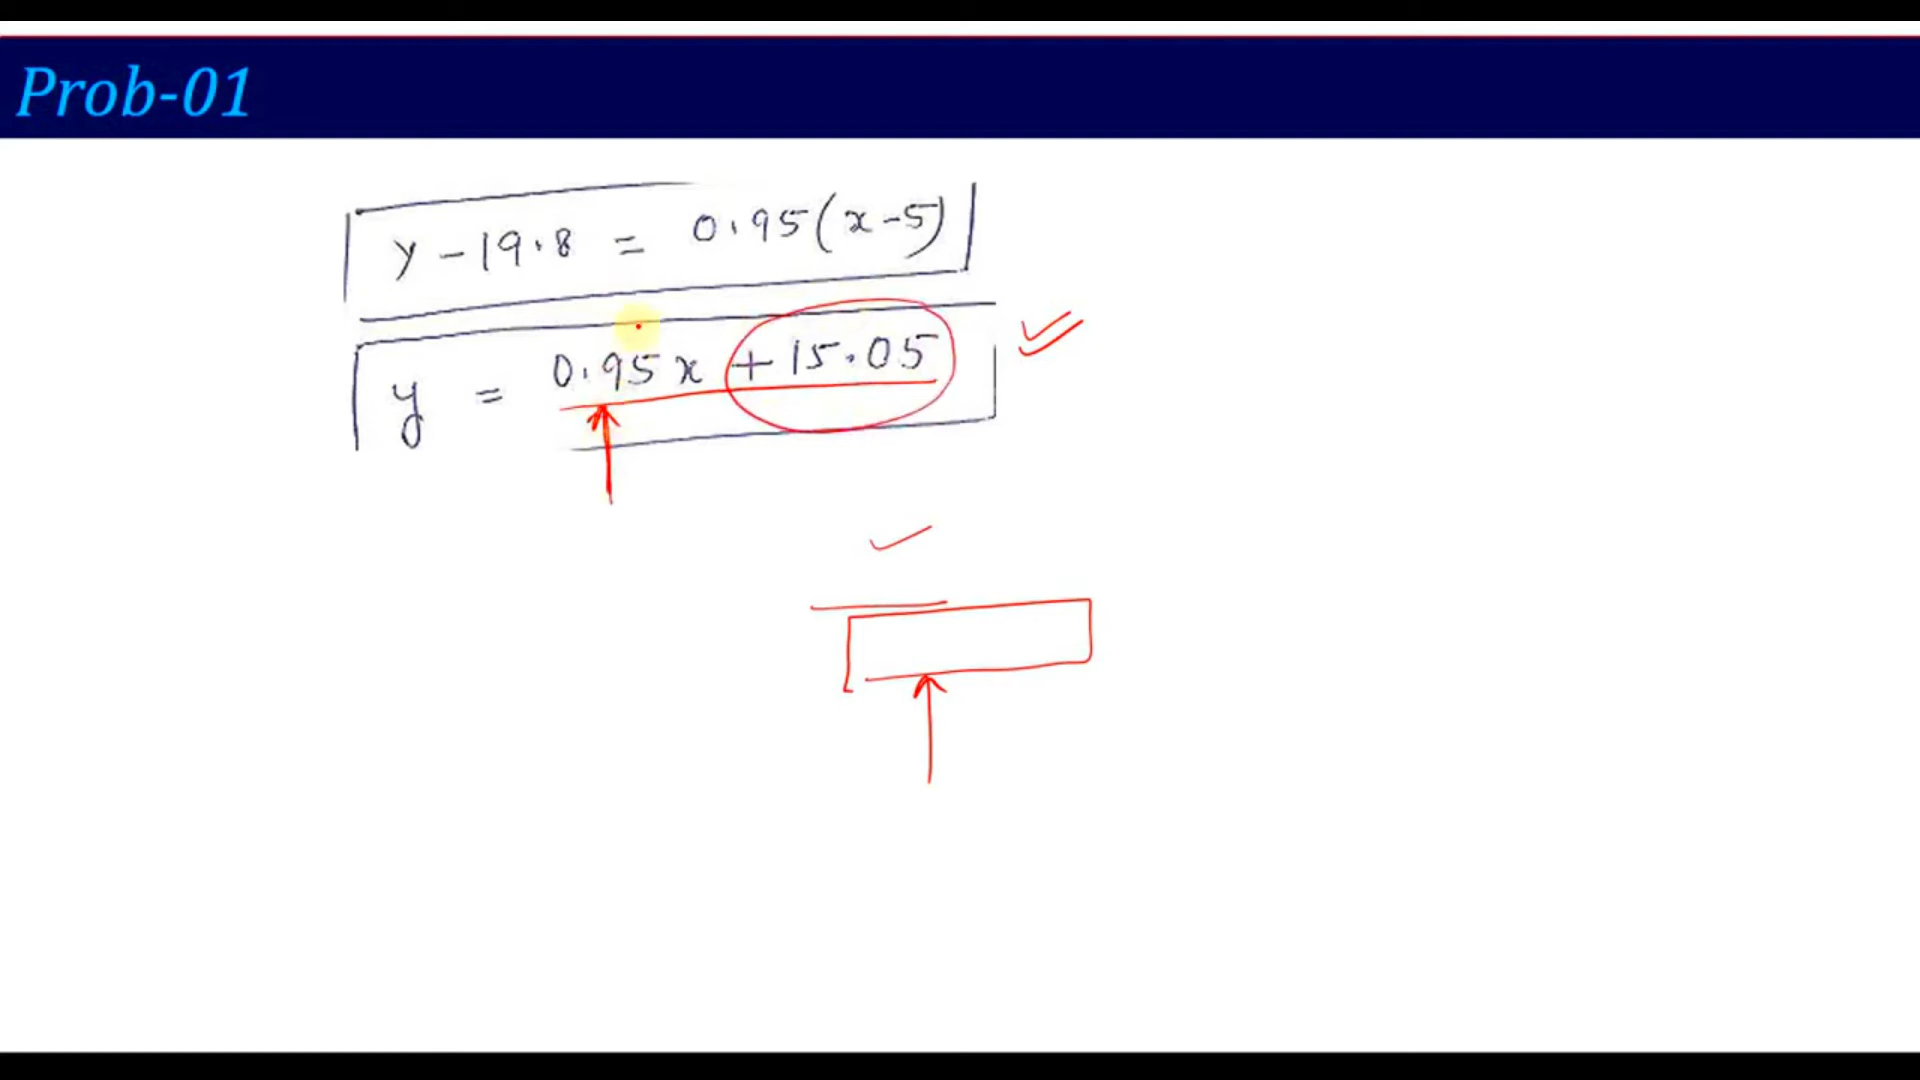 Prob-01
y - 19.8 = 0.95(x-5)
y = 0.95x + 15.05